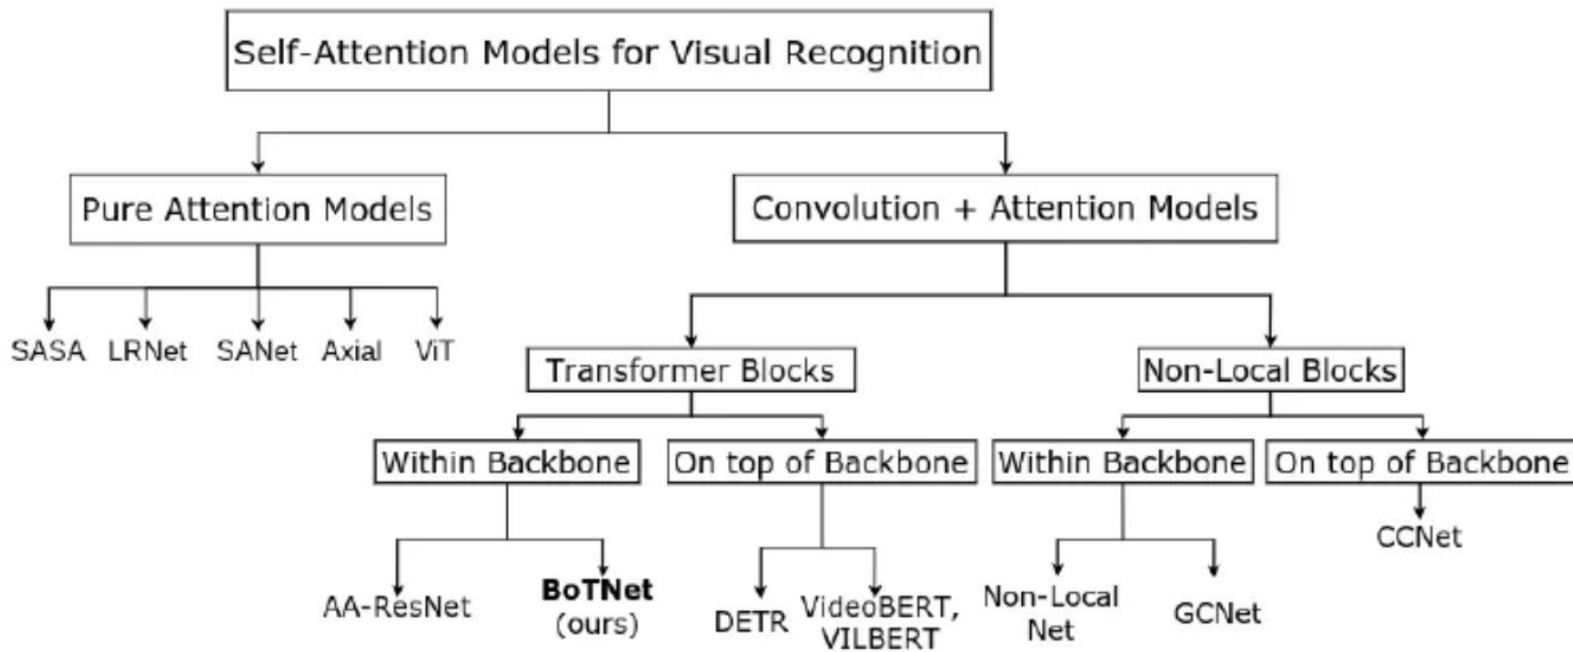 Self-Attention Models for Visual Recognition
Pure Attention Models
Convolution + Attention Models
SASA
LRNet
SANet
Axial
ViT
Transformer Blocks
Non-Local Blocks
Within Backbone
On top of Backbone
Within Backbone
On top of Backbone
AA-ResNet
BoTNet
(ours)
DETR
VideoBERT,
VILBERT
Non-Local
Net
GCNet
CCNet